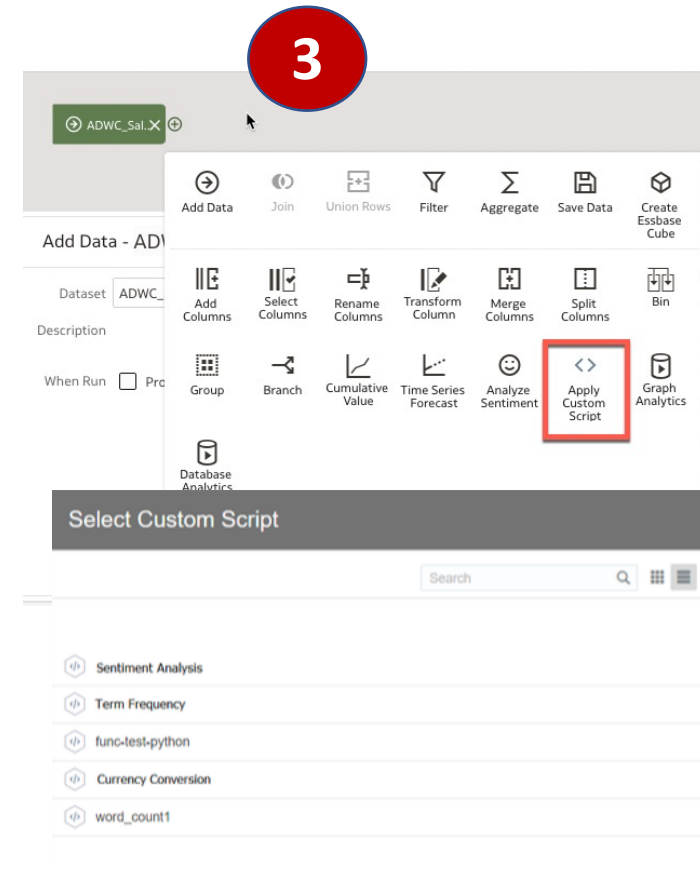 3
ADWC_Sal..
Add Data
Join
Union Rows
Filter
Aggregate
Save Data
Create
Essbase
Cube
Add Data - ADW
Dataset
ADWC_
Add
Columns
Select
Columns
Rename
Columns
Transform
Column
Merge
Columns
Split
Columns
Bin
Description
When Run
Pro
Group
Branch
Cumulative
Value
Time Series
Forecast
Analyze
Sentiment
Apply
Custom
Script
Graph
Analytics
Database
Analytics
Select Custom Script
Search
Sentiment Analysis
Term Frequency
func-test-python
Currency Conversion
word_count1